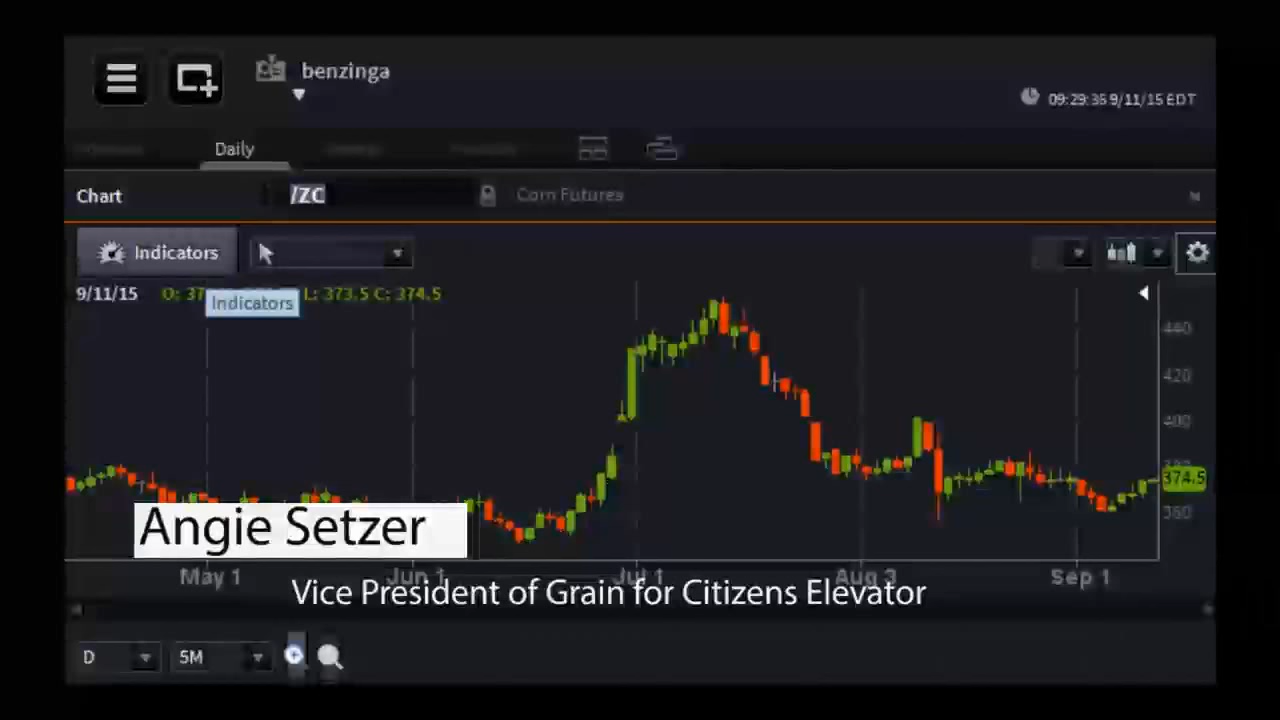 benzinga
09:29:35 9/11/15 EDT
Daily
Chart /ZC Corn Futures
Indicators
9/11/15 O: 37 L: 373.5 C: 374.5
Indicators
440
420
400
374.5
360
Angie Setzer
May 1 Jun 1 Jul 1 Aug 3 Sep 1
Vice President of Grain for Citizens Elevator
D 5M